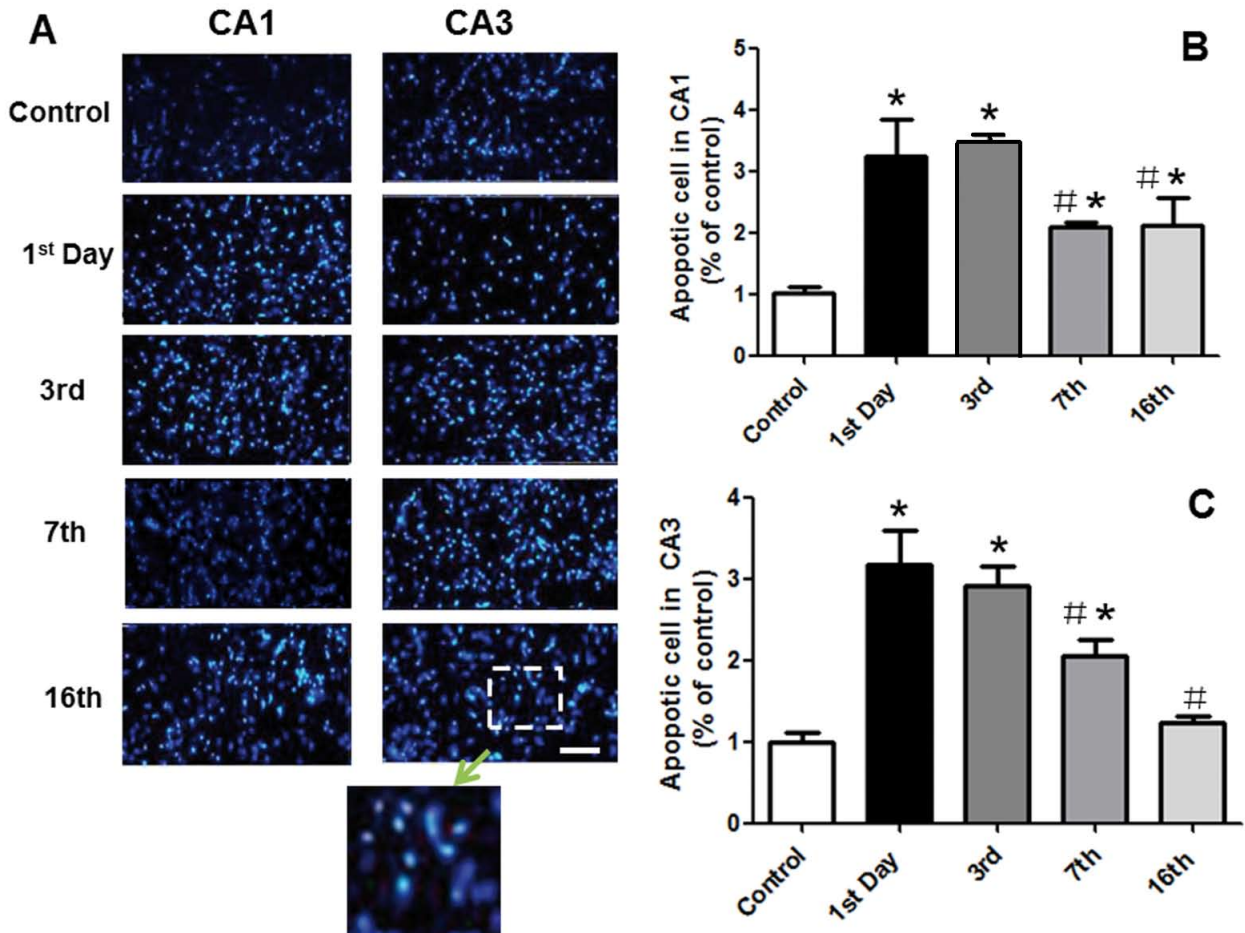 A
CA1
CA3
Control
1st Day
3rd
7th
16th
B
Apopotic cell in CA1
(% of control)
5
4
3
2
1
0
*
*
# *
# *
Control
1st Day
3rd
7th
16th
C
Apopotic cell in CA3
(% of control)
4
3
2
1
0
*
*
# *
#
Control
1st Day
3rd
7th
16th